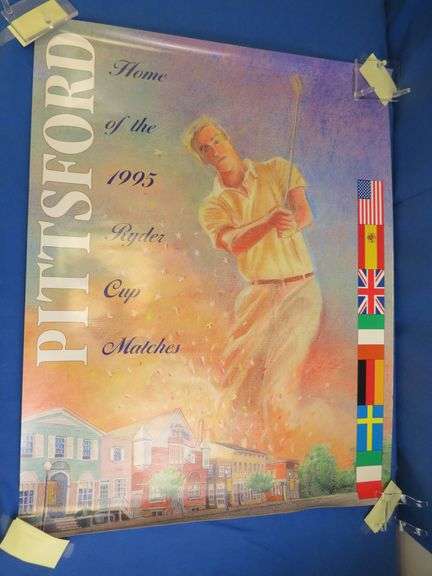 PITTSFORD
Home
of the
1995
Ryder
Cup
Matches